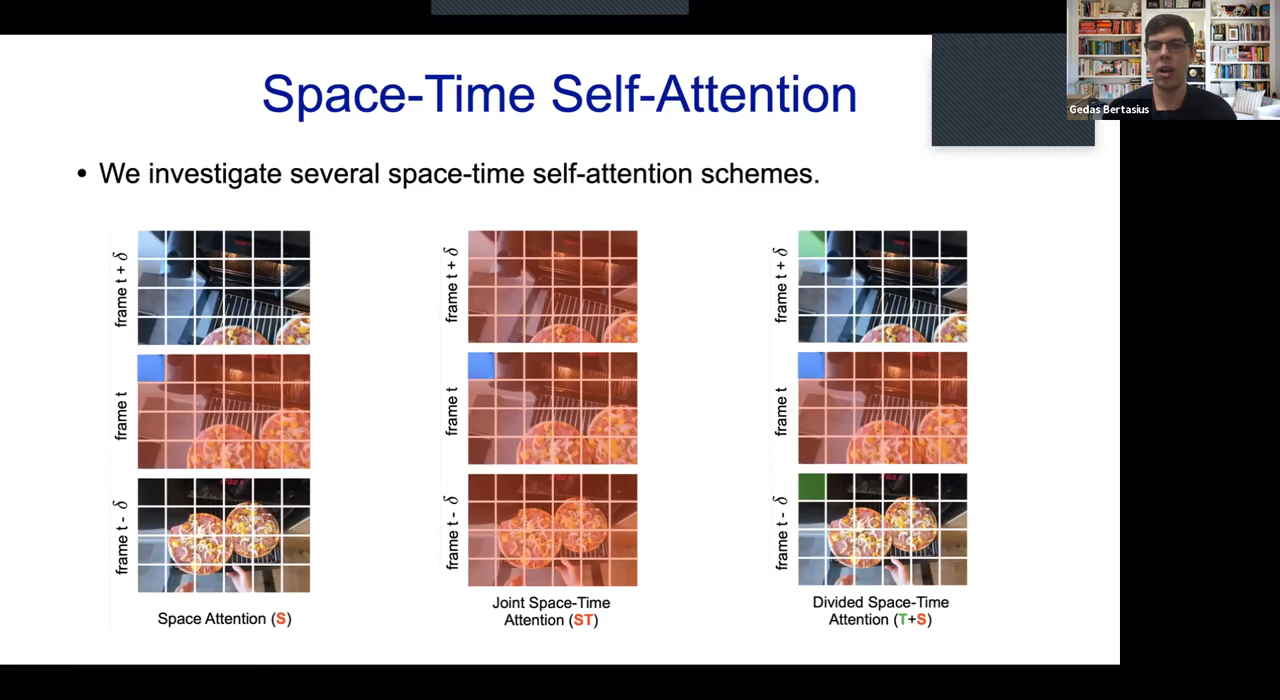 Gedas Bertasius
Space-Time Self-Attention
• We investigate several space-time self-attention schemes.
frame t + δ
frame t
frame t - δ
Space Attention (S)
frame t + δ
frame t
frame t - δ
Joint Space-Time
Attention (ST)
frame t + δ
frame t
frame t - δ
Divided Space-Time
Attention (T+S)